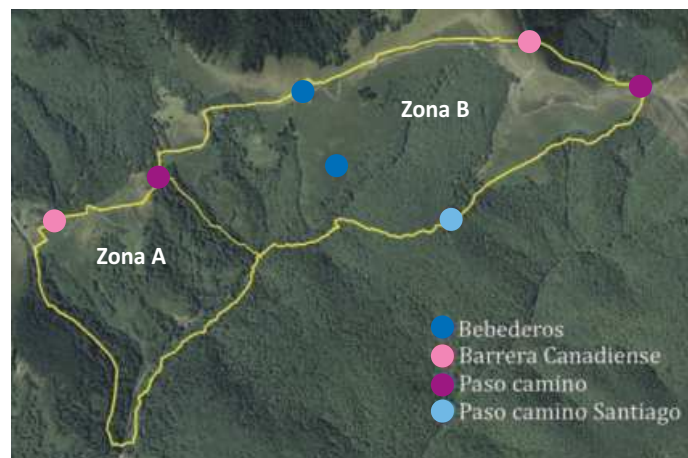 Zona B
Zona A
Bebederos
Barrera Canadiense
Paso camino
Paso camino Santiago